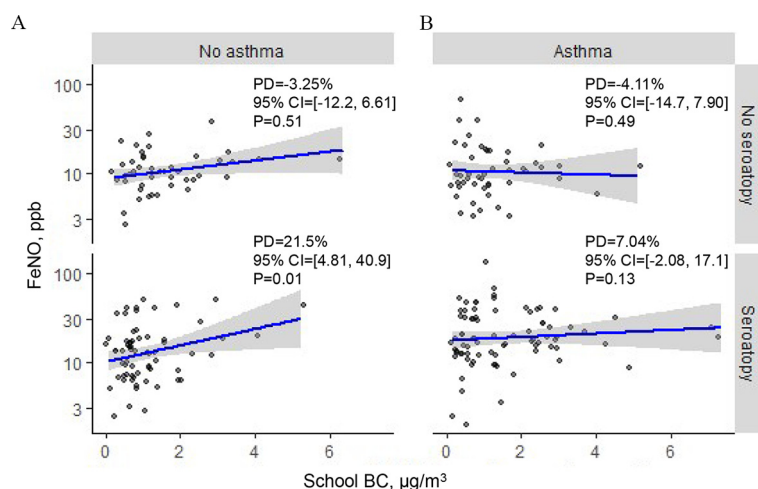 A
B
No asthma
Asthma
PD=-3.25%
95% CI=[-12.2, 6.61]
P=0.51
PD=-4.11%
95% CI=[-14.7, 7.90]
P=0.49
No seroatopy
100
30
10
3
FeNO, ppb
PD=21.5%
95% CI=[4.81, 40.9]
P=0.01
PD=7.04%
95% CI=[-2.08, 17.1]
P=0.13
Seroatopy
100
30
10
3
0 2 4 6
0 2 4 6
School BC, μg/m³